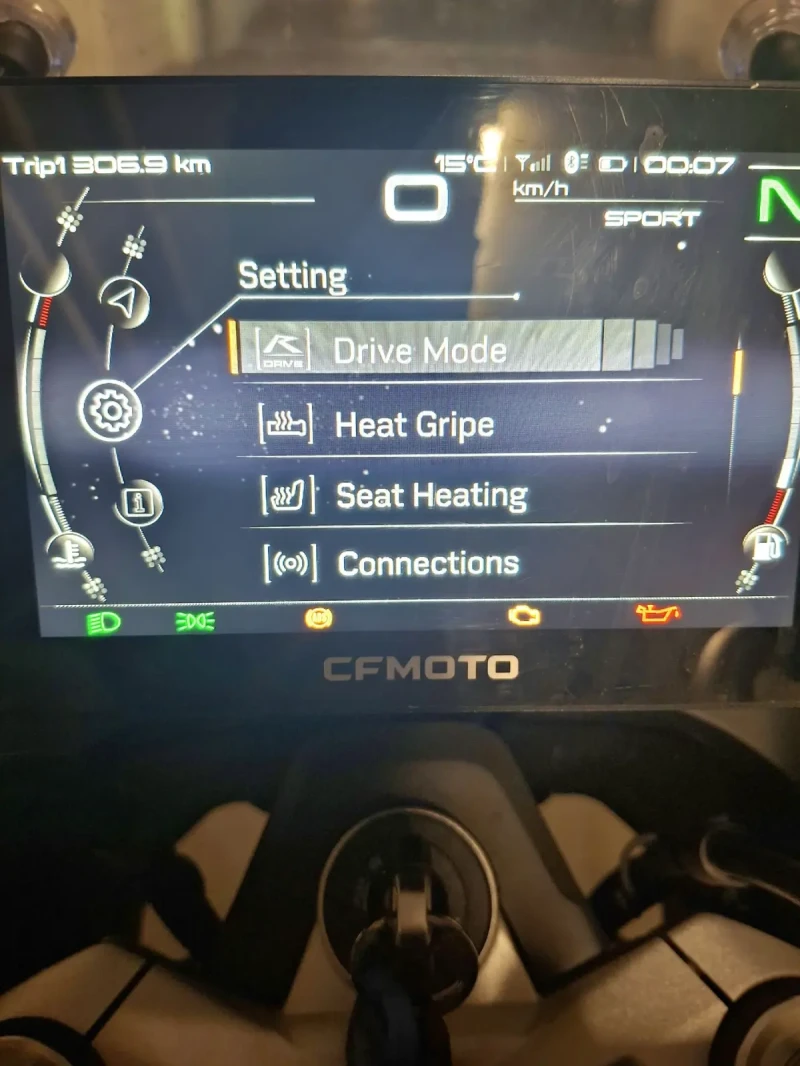 Trip1 306.9 km
15°C 00:07
0 km/h
SPORT
N
Setting
DRIVE Drive Mode
Heat Gripe
Seat Heating
Connections
ABS
CFMOTO